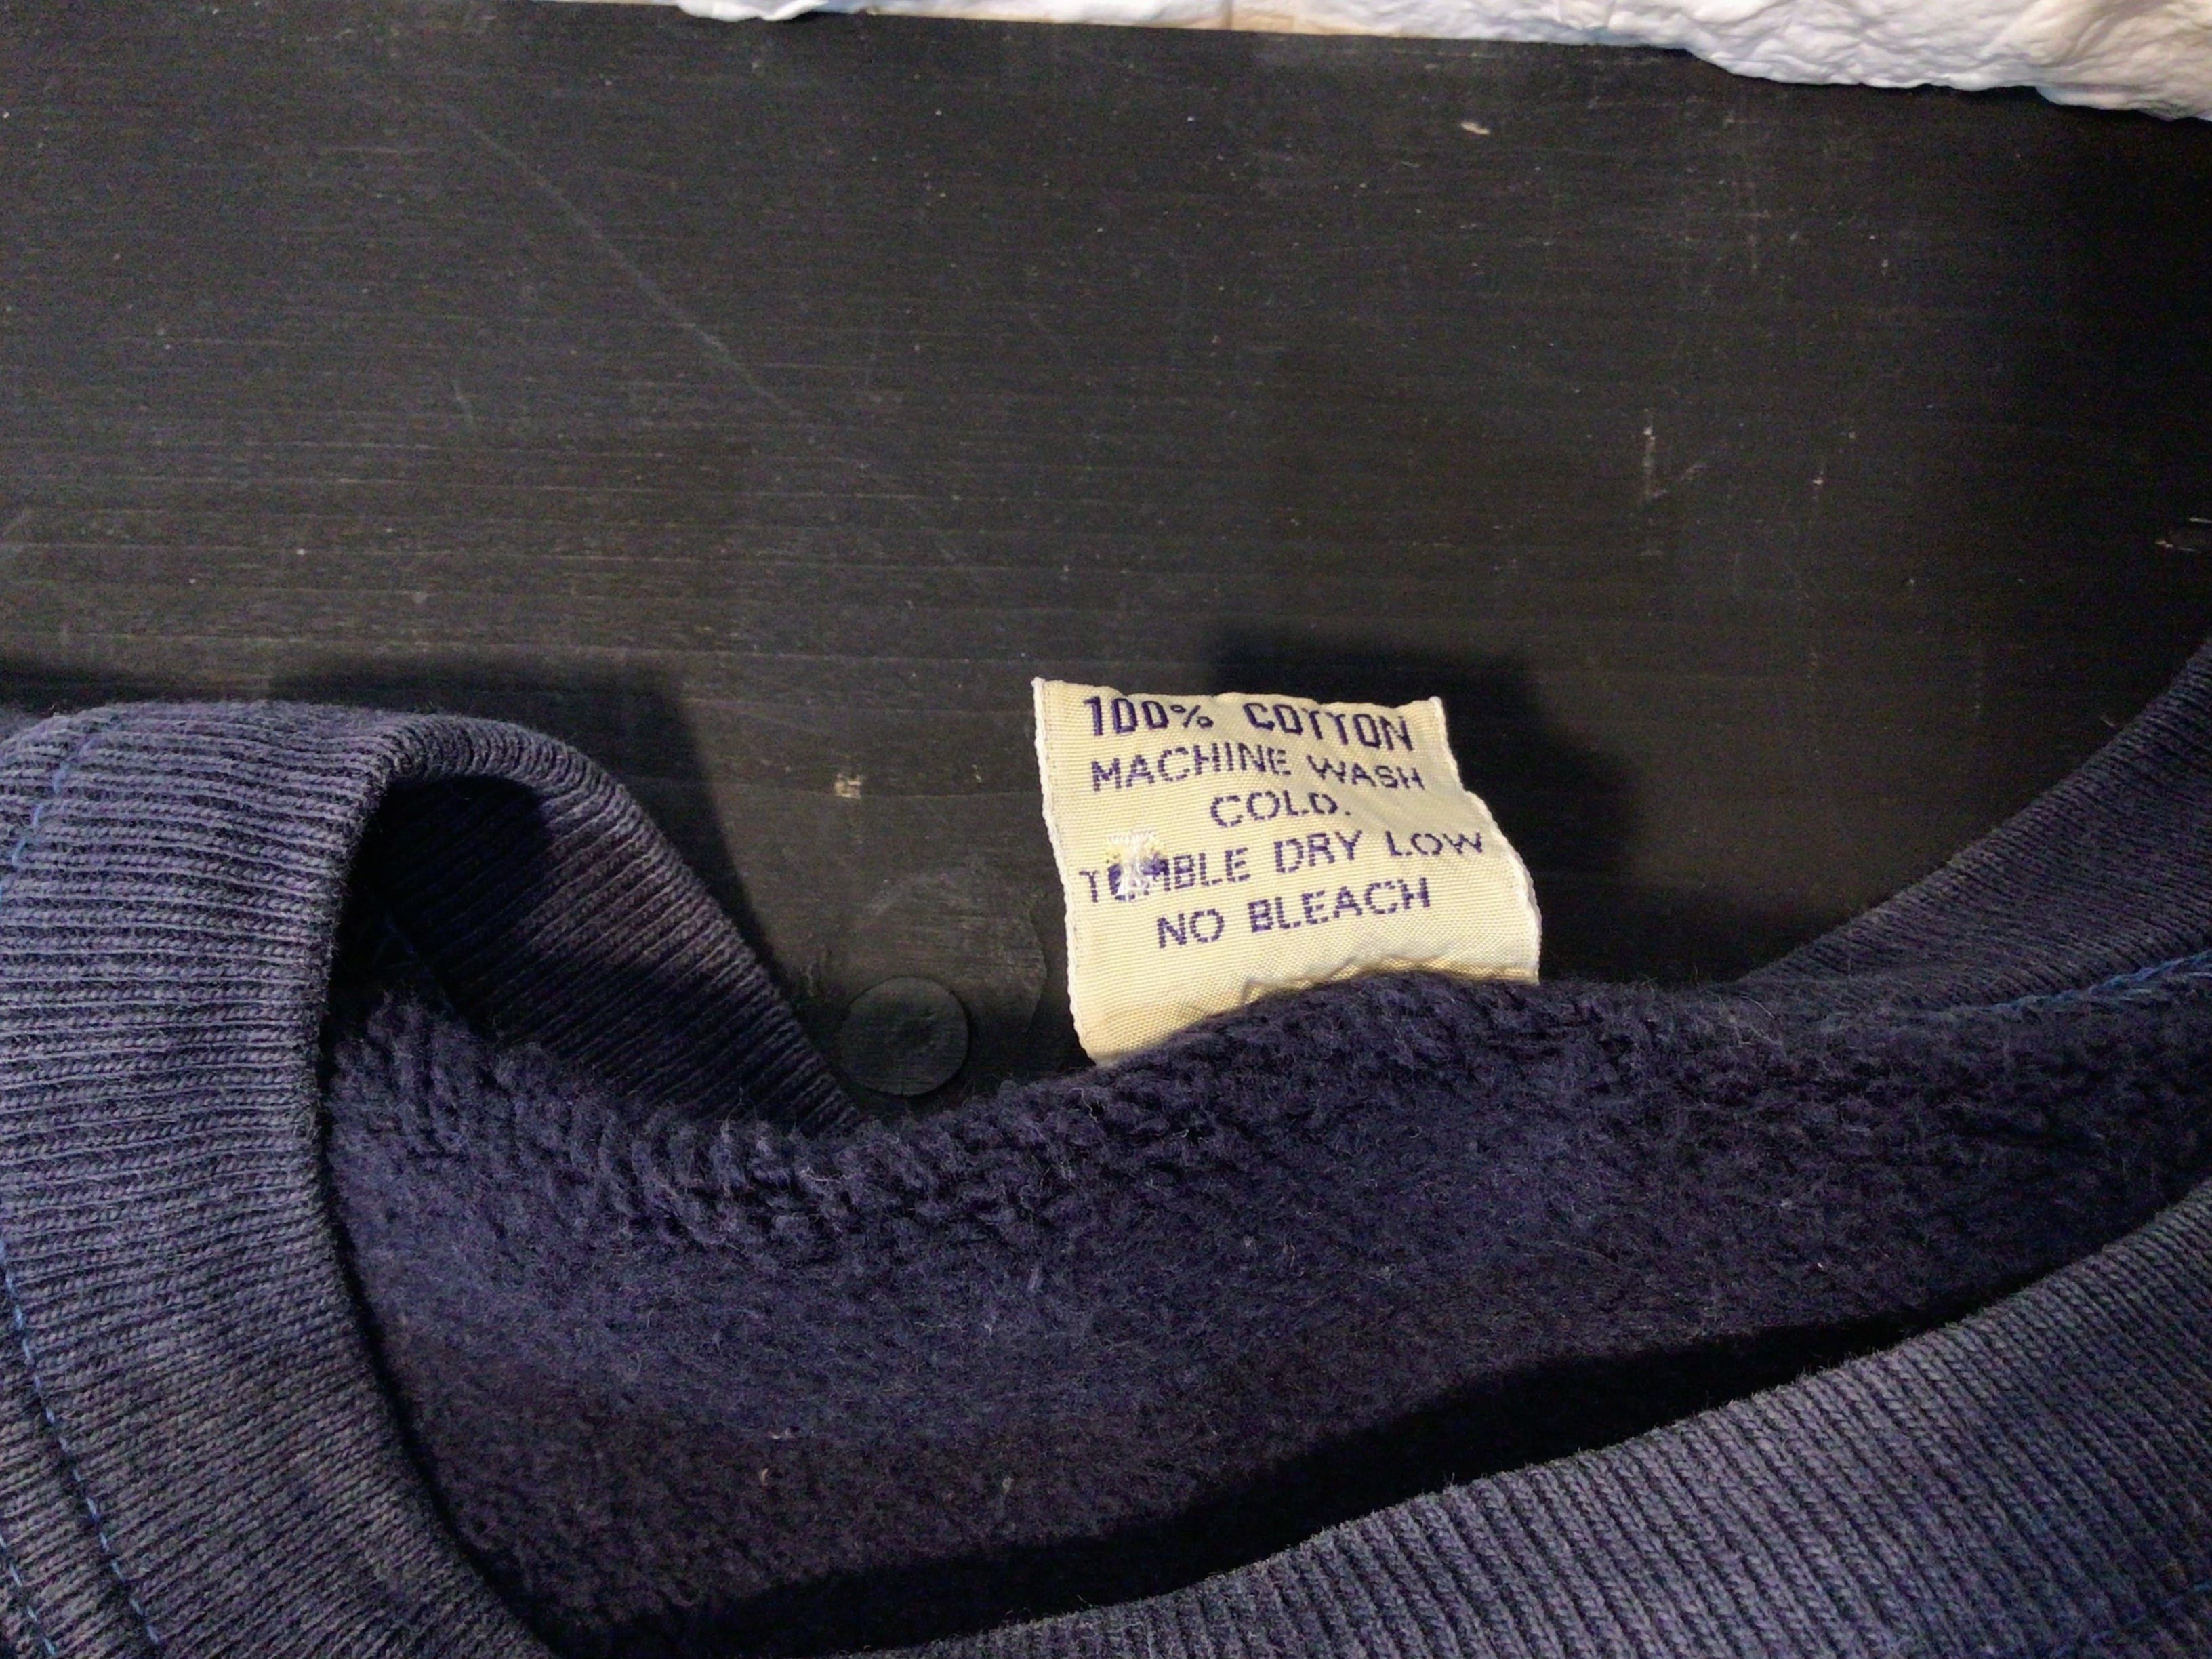 100% COTTON
MACHINE WASH
COLD.
TUMBLE DRY LOW
NO BLEACH